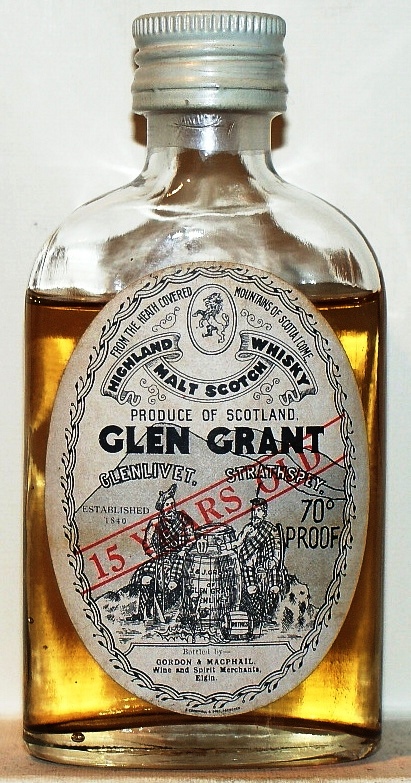 FROM THE HEATH COVERED MOUNTAINS OF SCOTIA I COME
HIGHLAND WHISKY
MALT SCOTCH
PRODUCE OF SCOTLAND.
GLEN GRANT
GLENLIVET. STRATHSPEY.
15 YEARS OLD
ESTABLISHED
1840
70°
PROOF
Bottled by—
GORDON & MACPHAIL,
Wine and Spirit Merchants,
Elgin.